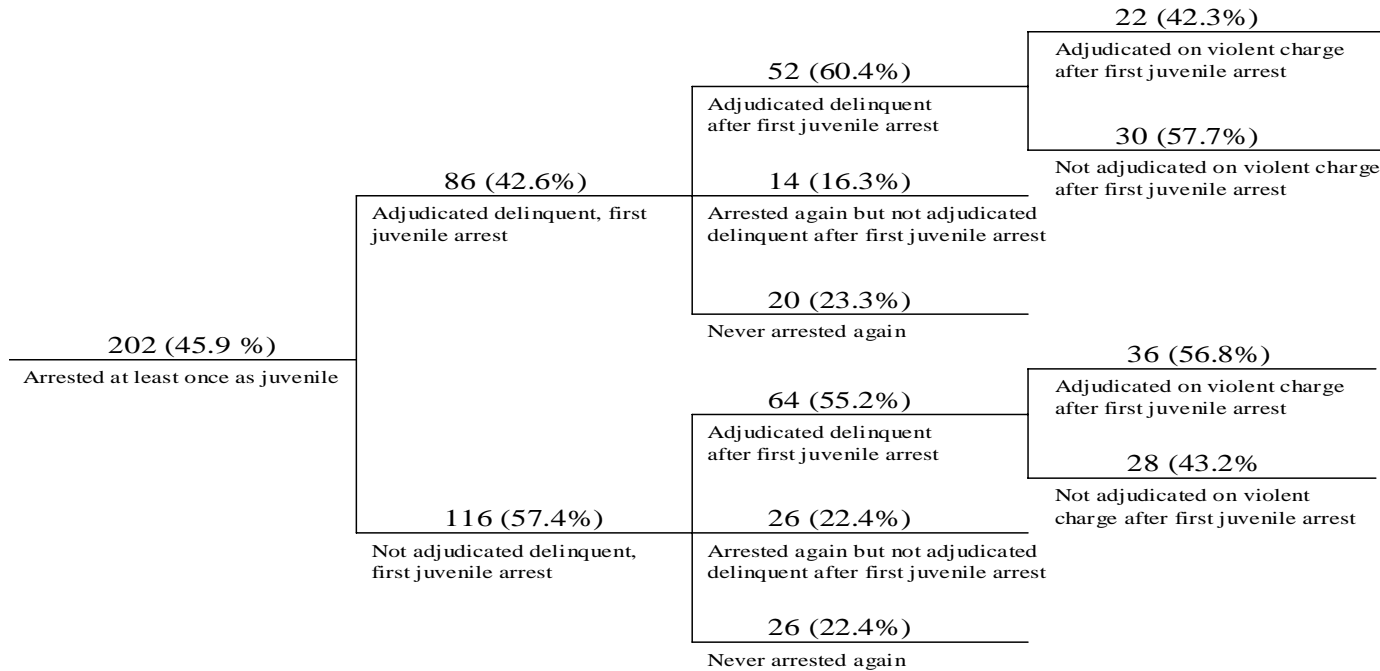 22 (42.3%)
Adjudicated on violent charge
after first juvenile arrest
52 (60.4%)
Adjudicated delinquent
after first juvenile arrest
30 (57.7%)
Not adjudicated on violent charge
after first juvenile arrest
86 (42.6%)
Adjudicated delinquent, first
juvenile arrest
14 (16.3%)
Arrested again but not adjudicated
delinquent after first juvenile arrest
20 (23.3%)
Never arrested again
202 (45.9 %)
Arrested at least once as juvenile
36 (56.8%)
Adjudicated on violent charge
after first juvenile arrest
64 (55.2%)
Adjudicated delinquent
after first juvenile arrest
28 (43.2%
Not adjudicated on violent
charge after first juvenile arrest
116 (57.4%)
Not adjudicated delinquent,
first juvenile arrest
26 (22.4%)
Arrested again but not adjudicated
delinquent after first juvenile arrest
26 (22.4%)
Never arrested again